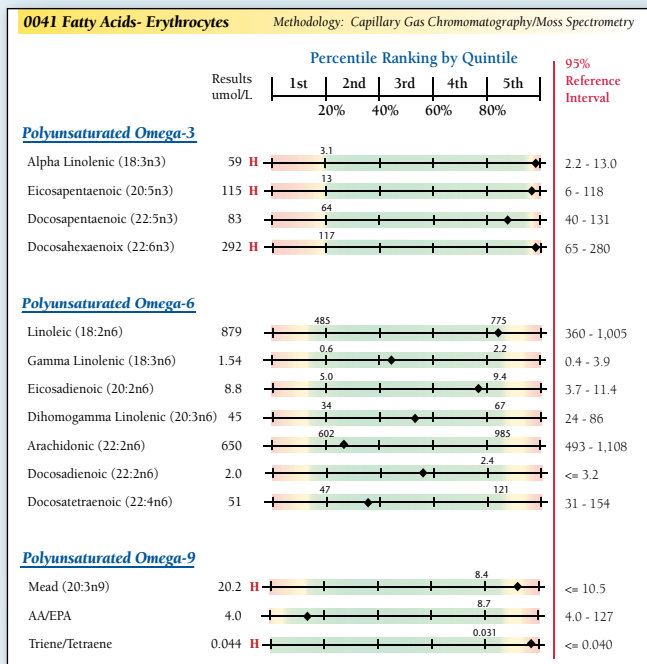 0041 Fatty Acids- Erythrocytes Methodology: Capillary Gas Chromomatography/Moss Spectrometry
Percentile Ranking by Quintile
95% Reference Interval
Results umol/L
1st 2nd 3rd 4th 5th
20% 40% 60% 80%
Polyunsaturated Omega-3
3.1
Alpha Linolenic (18:3n3) 59 H 2.2 - 13.0
13
Eicosapentaenoic (20:5n3) 115 H 6 - 118
64
Docosapentaenoic (22:5n3) 83 40 - 131
117
Docosahexaenoix (22:6n3) 292 H 65 - 280
Polyunsaturated Omega-6
485 775
Linoleic (18:2n6) 879 360 - 1,005
0.6 2.2
Gamma Linolenic (18:3n6) 1.54 0.4 - 3.9
5.0 9.4
Eicosadienoic (20:2n6) 8.8 3.7 - 11.4
34 67
Dihomogamma Linolenic (20:3n6) 45 24 - 86
602 985
Arachidonic (22:2n6) 650 493 - 1,108
2.4
Docosadienoic (22:2n6) 2.0 <= 3.2
47 121
Docosatetraenoic (22:4n6) 51 31 - 154
Polyunsaturated Omega-9
8.4
Mead (20:3n9) 20.2 H <= 10.5
8.7
AA/EPA 4.0 4.0 - 127
0.031
Triene/Tetraene 0.044 H <= 0.040